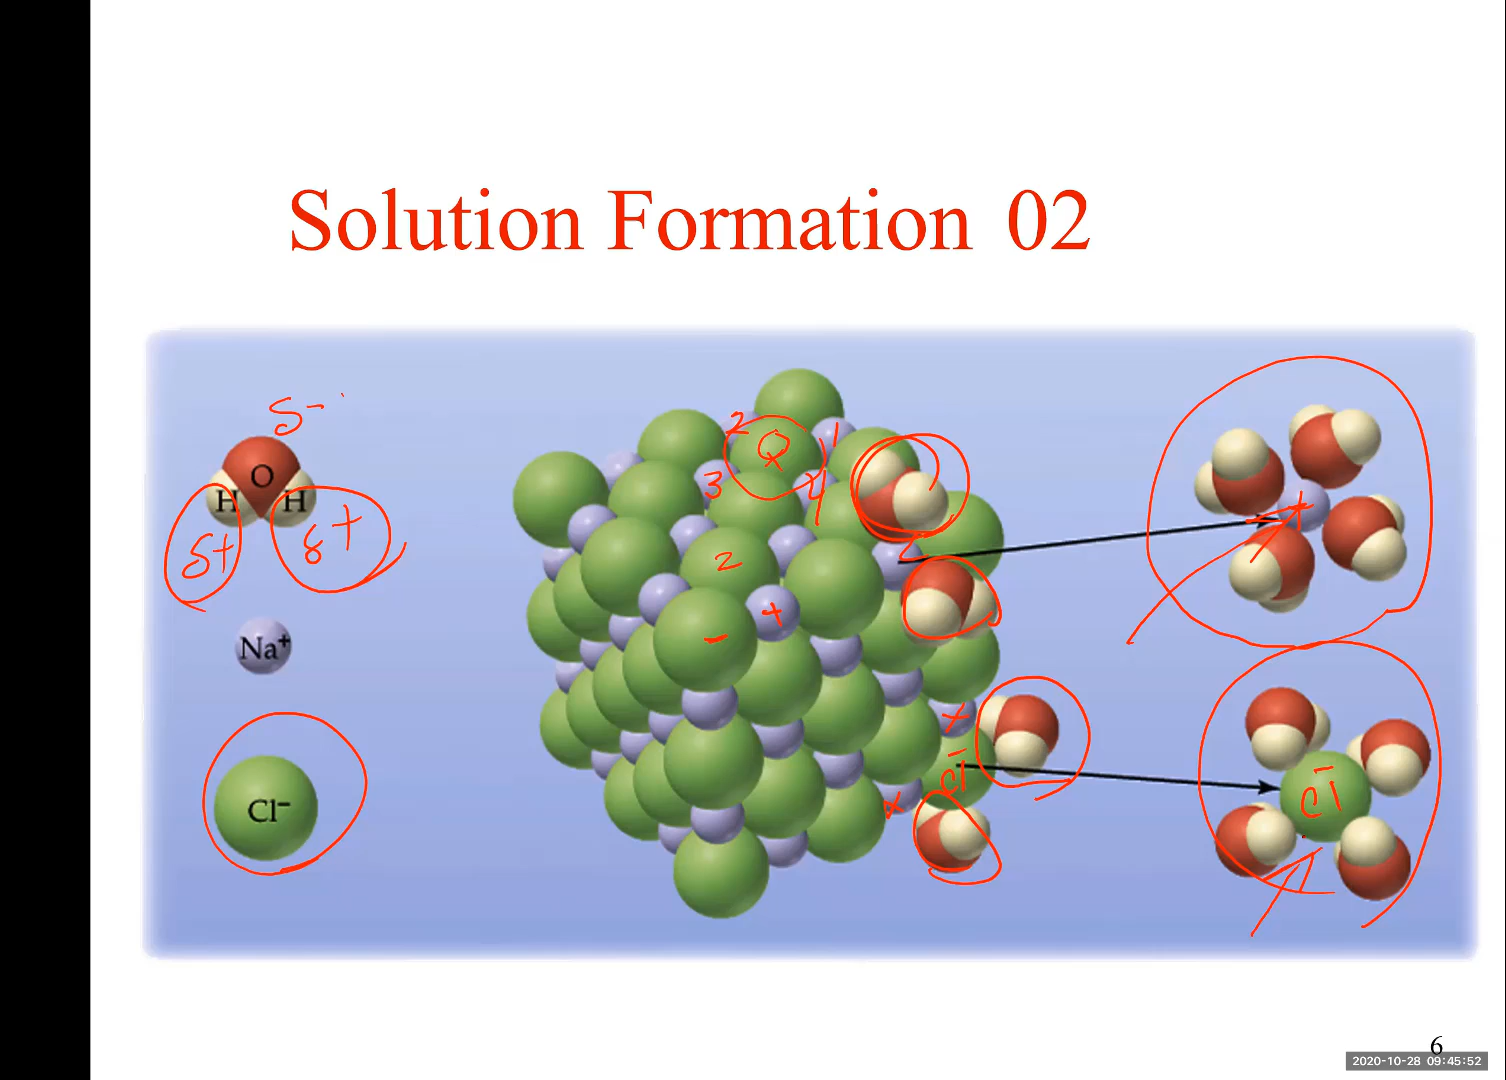 Solution Formation 02
δ-
O
H H
δ+ δ+
Na+
Cl−
2 1
3 4
2
+
-
+
Cl-
+
+
Cl-
6
2020-10-28 09:45:52